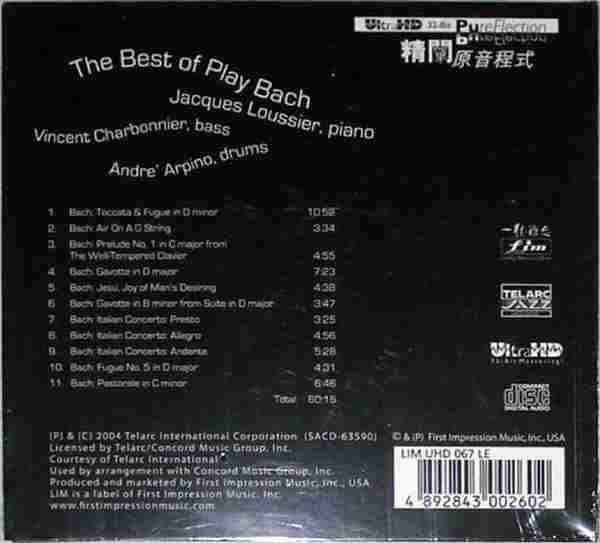 UltraHD 32-Bit PureFlection
精闡原音程式
The Best of Play Bach
Jacques Loussier, piano
Vincent Charbonnier, bass
Andre' Arpino, drums
1. Bach: Toccata & Fugue in D minor 10:52
2. Bach: Air On A G String 3:34
3. Bach: Prelude No. 1 in C major from
The Well-Tempered Clavier 4:55
4. Bach: Gavotte in D major 7:23
5. Bach: Jesu, Joy of Man's Desiring 4:38
6. Bach: Gavotte in B minor from Suite in D major 3:47
7. Bach: Italian Concerto: Presto 3:25
8. Bach: Italian Concerto: Allegro 4:56
9. Bach: Italian Concerto: Andante 5:28
10. Bach: Fugue No. 5 in D major 4:31
11. Bach: Pastorale in C minor 6:46
Total: 60:15
fim
TELARC
JAZZ
UltraHD
32-Bit Mastering
COMPACT
disc
DIGITAL AUDIO
(P) & (C) 2004 Telarc International Corporation (SACD-63590)
Licensed by Telarc/Concord Music Group, Inc.
Courtesy of Telarc International
Used by arrangement with Concord Music Group, Inc.
Produced and marketed by First Impression Music, Inc., USA
LIM is a label of First Impression Music, Inc.
www.firstimpressionmusic.com
© & (P) First Impression Music, Inc., USA
LIM UHD 067 LE
4 892843 002602